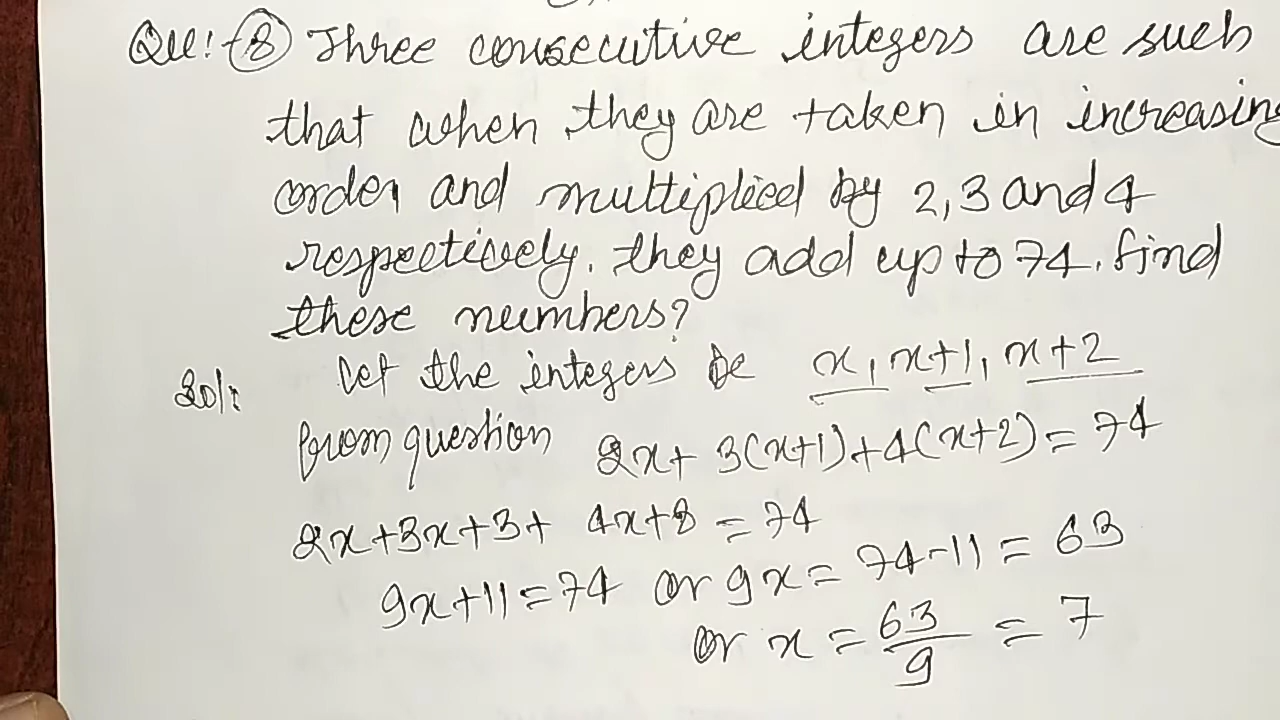 Que:-(8) Three consecutive integers are such
that when they are taken in increasing
order and multiplied by 2, 3 and 4
respectively. they add up to 74. find
these numbers?
Sol: Let the integers be x, x+1, x+2
from question 2x+ 3(x+1)+4(x+2)= 74
2x+3x+3+ 4x+8 = 74
9x+11=74 or 9x= 74-11 = 63
or x = 63/9 = 7